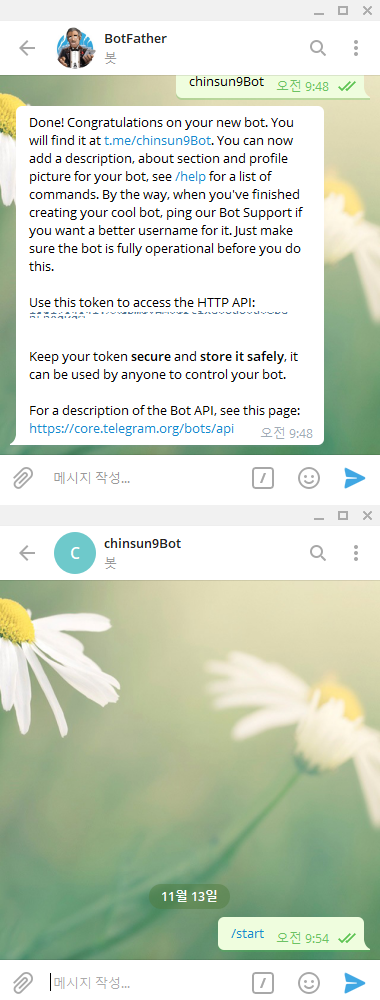 BotFather
봇
chinsun9Bot
오전 9:48
Done! Congratulations on your new bot. You
will find it at t.me/chinsun9Bot. You can now
add a description, about section and profile
picture for your bot, see /help for a list of
commands. By the way, when you've finished
creating your cool bot, ping our Bot Support if
you want a better username for it. Just make
sure the bot is fully operational before you do
this.
Use this token to access the HTTP API:
Keep your token secure and store it safely, it
can be used by anyone to control your bot.
For a description of the Bot API, see this page:
https://core.telegram.org/bots/api
오전 9:48
메시지 작성...
C
chinsun9Bot
봇
11월 13일
/start
오전 9:54
메시지 작성...